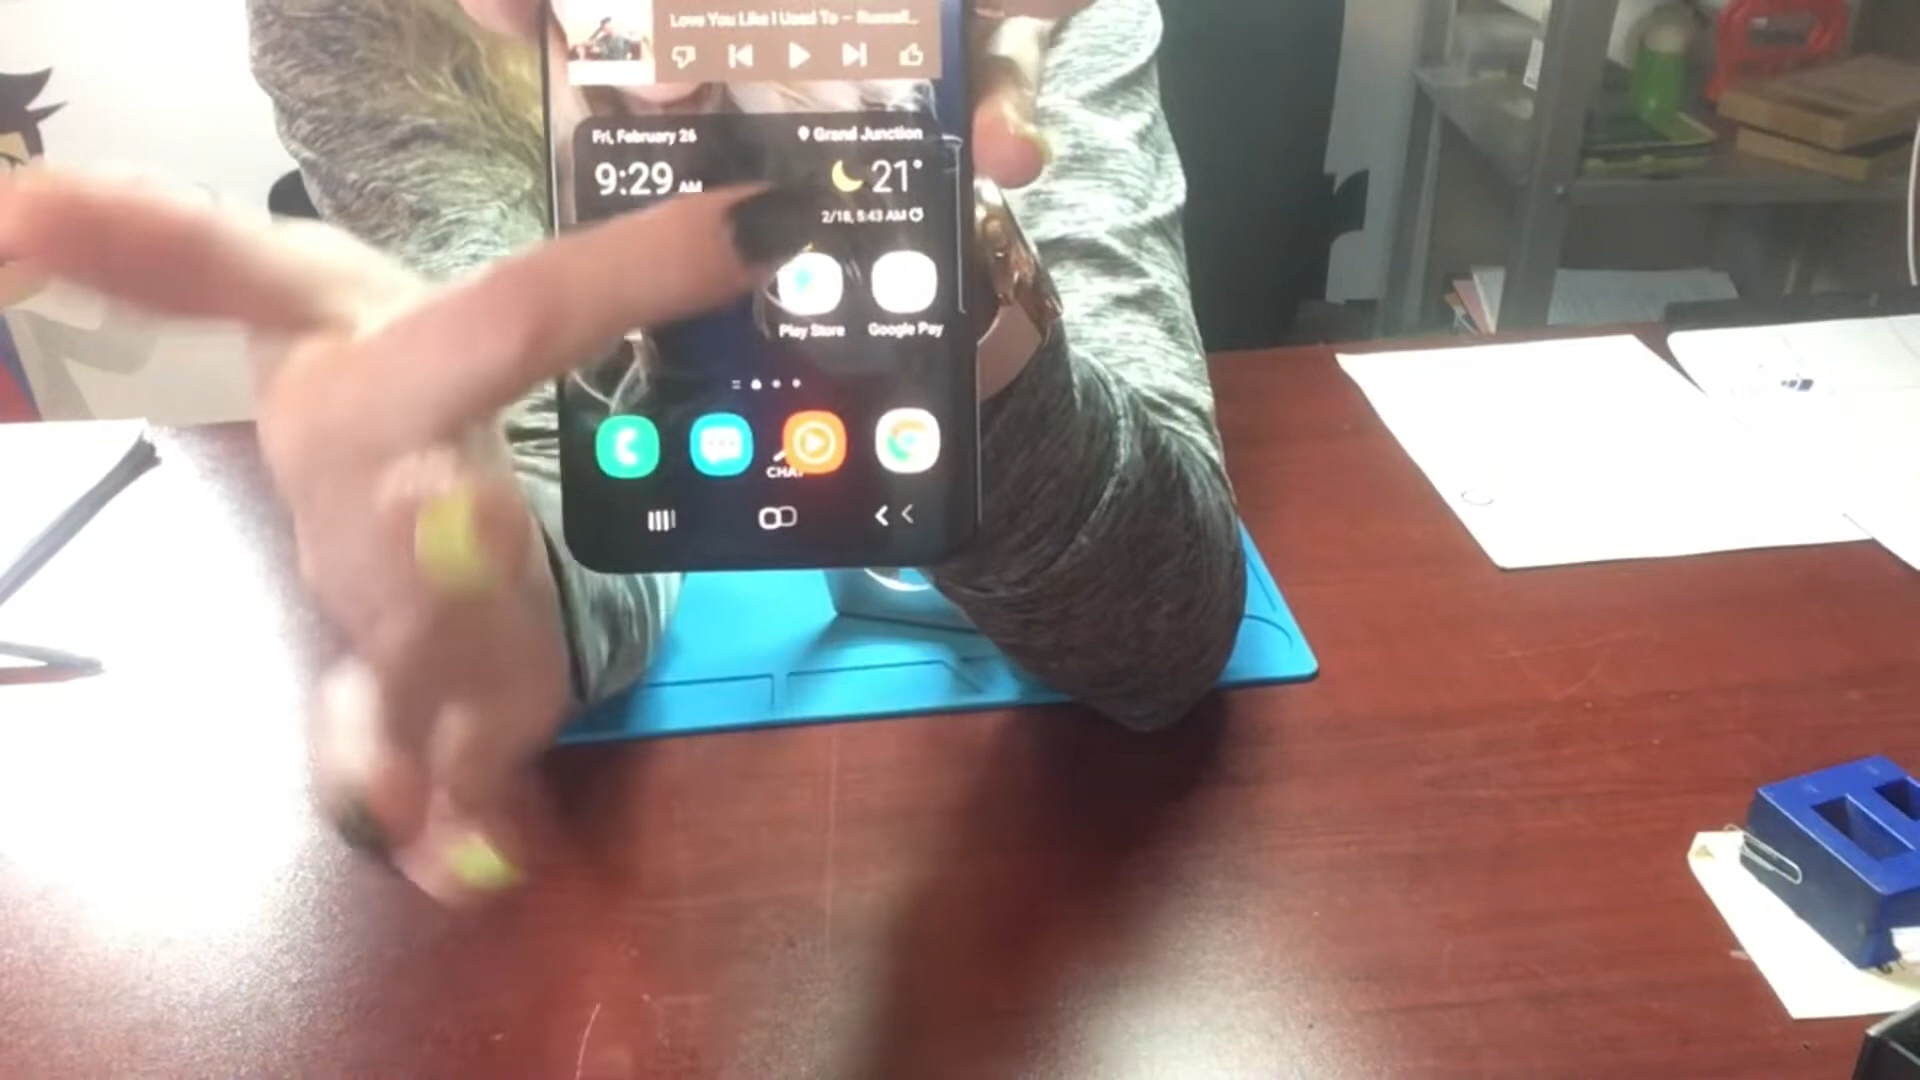 Love You Like I Used To – Russell...
Fri, February 26
Grand Junction
9:29 AM
21°
2/18, 5:43 AM
Play Store
Google Pay
CHAT